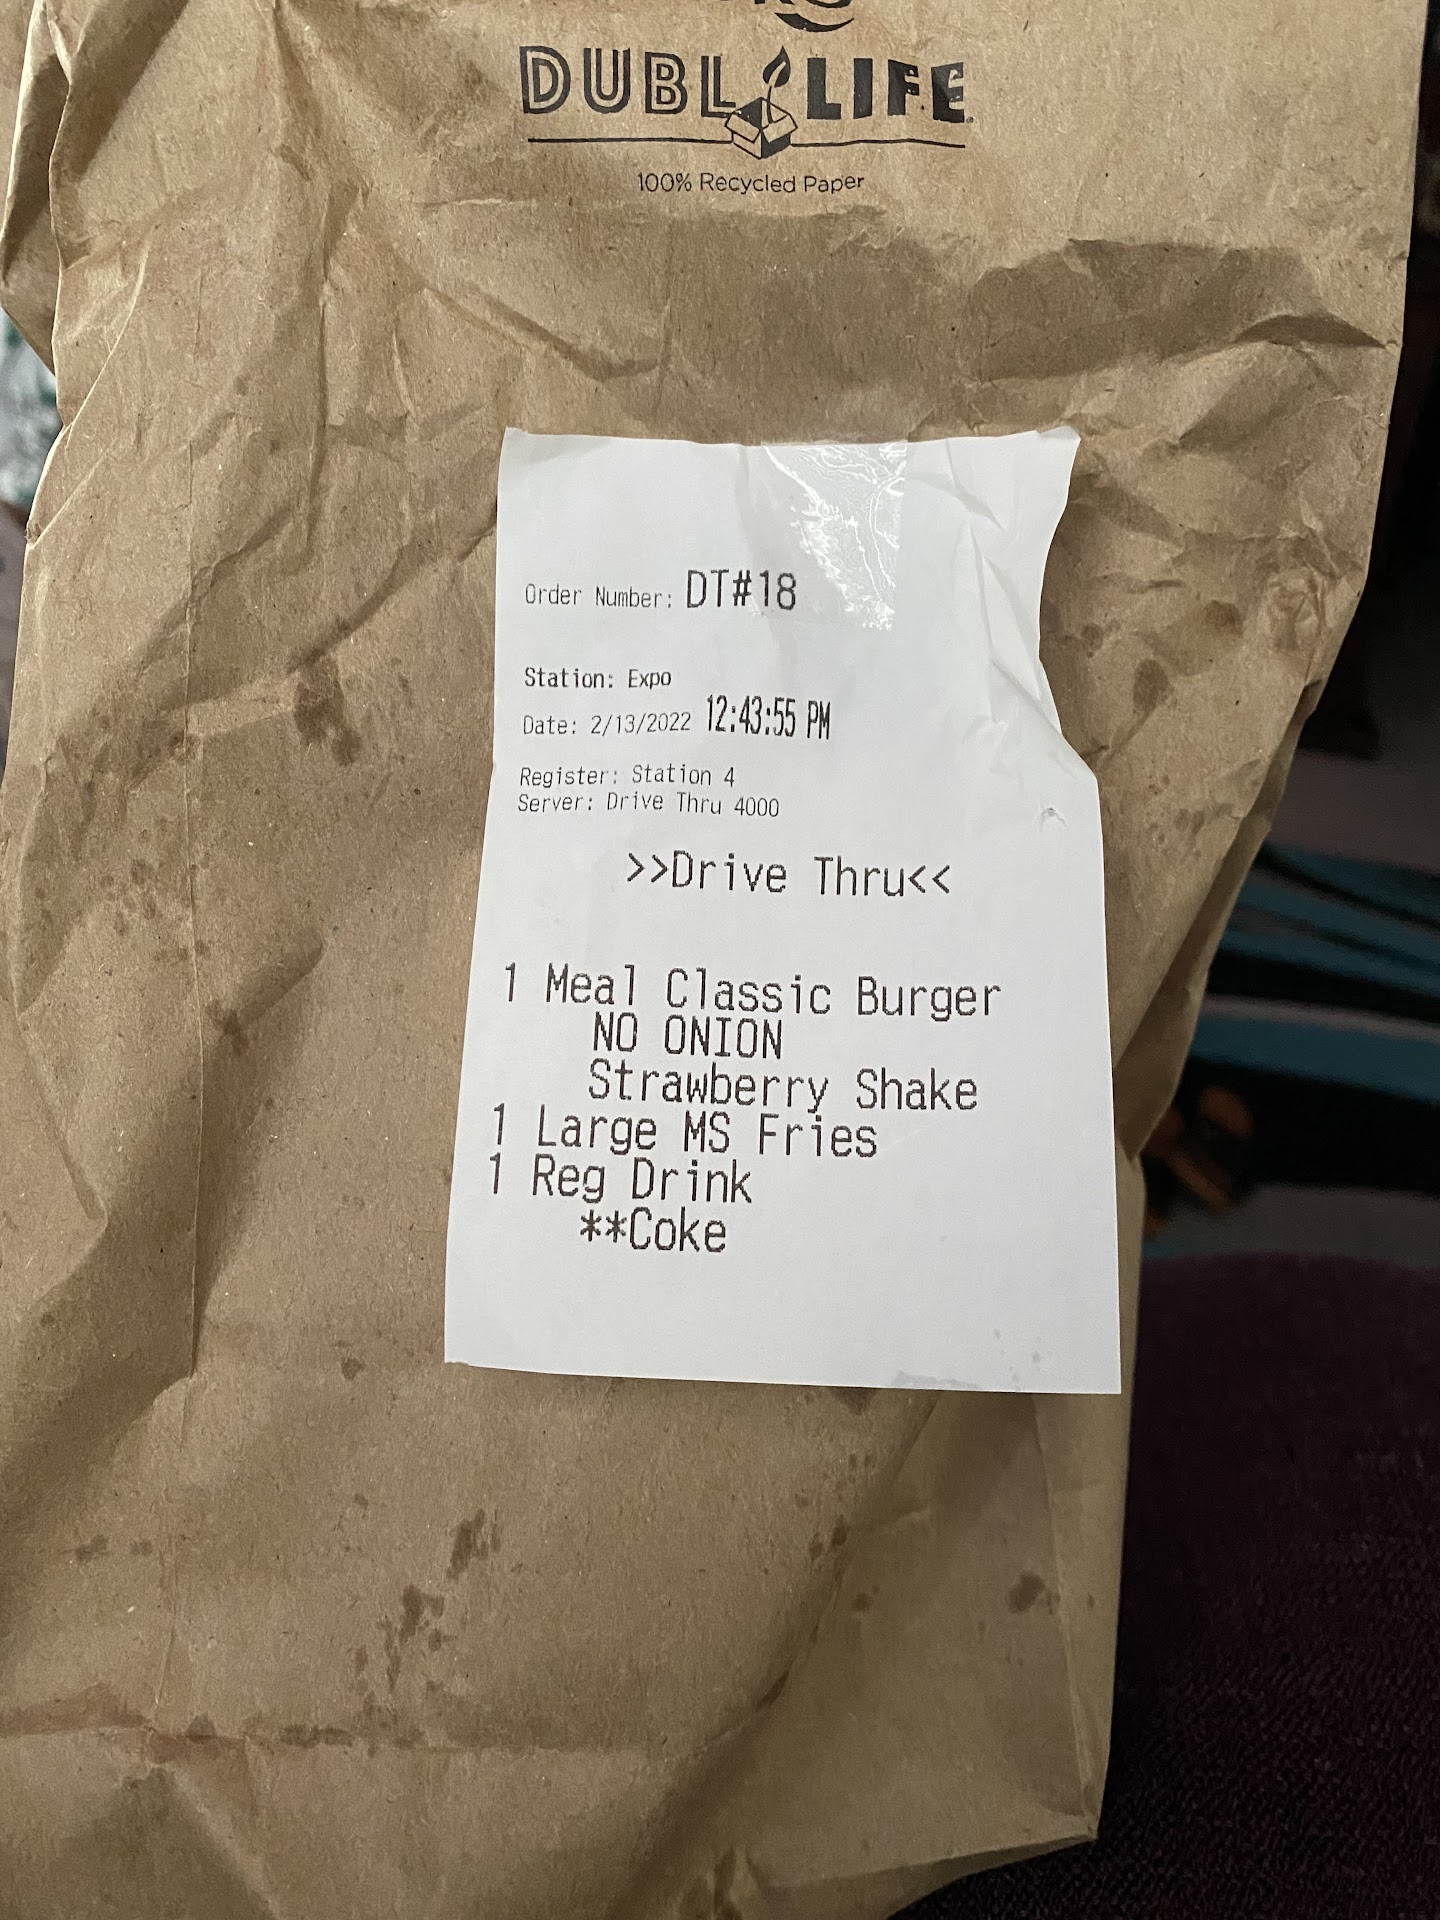 DUBL LIFE®
100% Recycled Paper
Order Number: DT#18
Station: Expo
Date: 2/13/2022 12:43:55 PM
Register: Station 4
Server: Drive Thru 4000
>>Drive Thru<<
1 Meal Classic Burger
NO ONION
Strawberry Shake
1 Large MS Fries
1 Reg Drink
**Coke